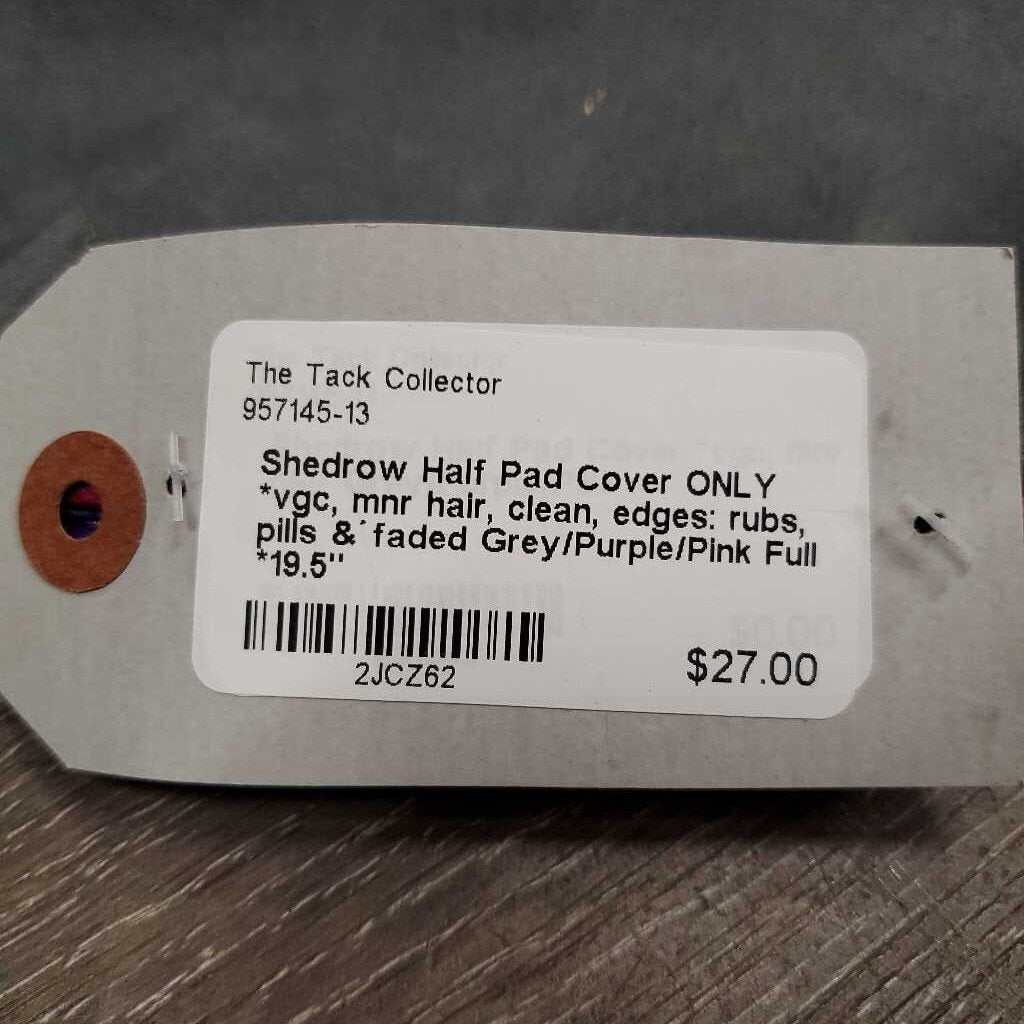 The Tack Collector
957145-13
Shedrow Half Pad Cover ONLY
*vgc, mnr hair, clean, edges: rubs,
pills & faded Grey/Purple/Pink Full
*19.5"
2JCZ62
$27.00